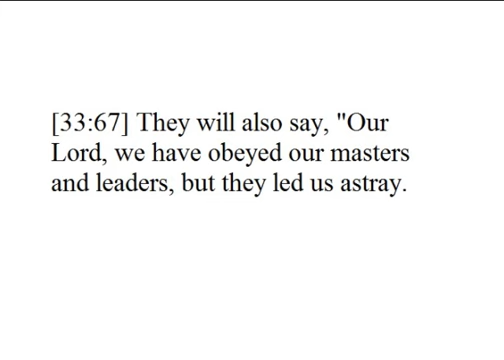 [33:67] They will also say, "Our
Lord, we have obeyed our masters
and leaders, but they led us astray.